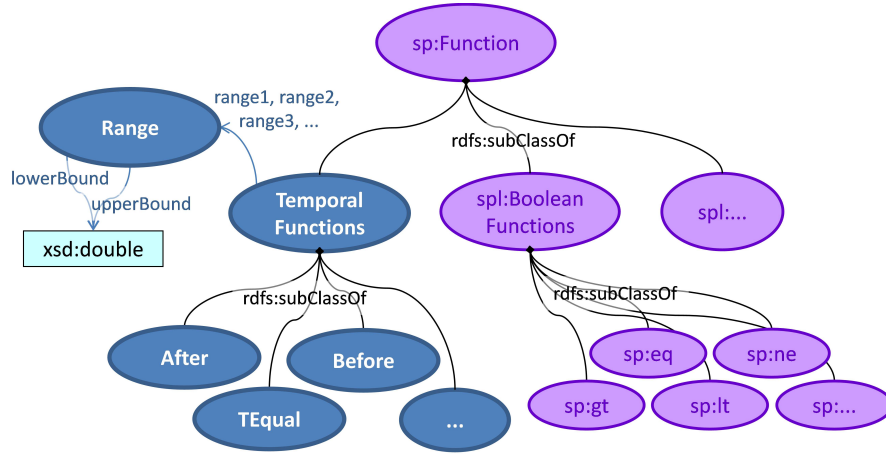 sp:Function
range1, range2,
range3, ...
Range
rdfs:subClassOf
lowerBound
upperBound
Temporal
Functions
spl:Boolean
Functions
spl:...
xsd:double
rdfs:subClassOf
rdfs:subClassOf
After
Before
sp:eq
sp:ne
TEqual
...
sp:gt
sp:lt
sp:...